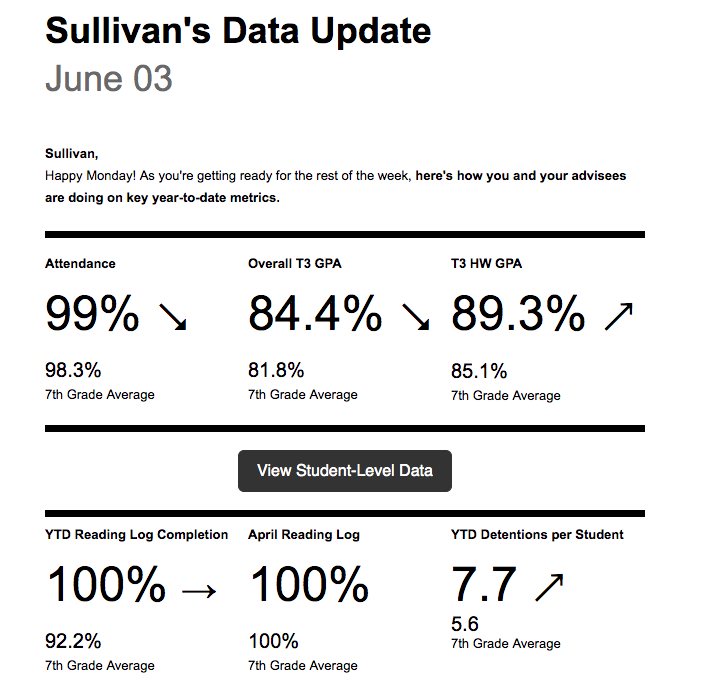 Sullivan's Data Update
June 03
Sullivan,
Happy Monday! As you're getting ready for the rest of the week, here's how you and your advisees
are doing on key year-to-date metrics.
Attendance Overall T3 GPA T3 HW GPA
99% ↘ 84.4% ↘ 89.3% ↗
98.3% 81.8% 85.1%
7th Grade Average 7th Grade Average 7th Grade Average
View Student-Level Data
YTD Reading Log Completion April Reading Log YTD Detentions per Student
100% → 100% 7.7 ↗
92.2% 100% 5.6
7th Grade Average 7th Grade Average 7th Grade Average